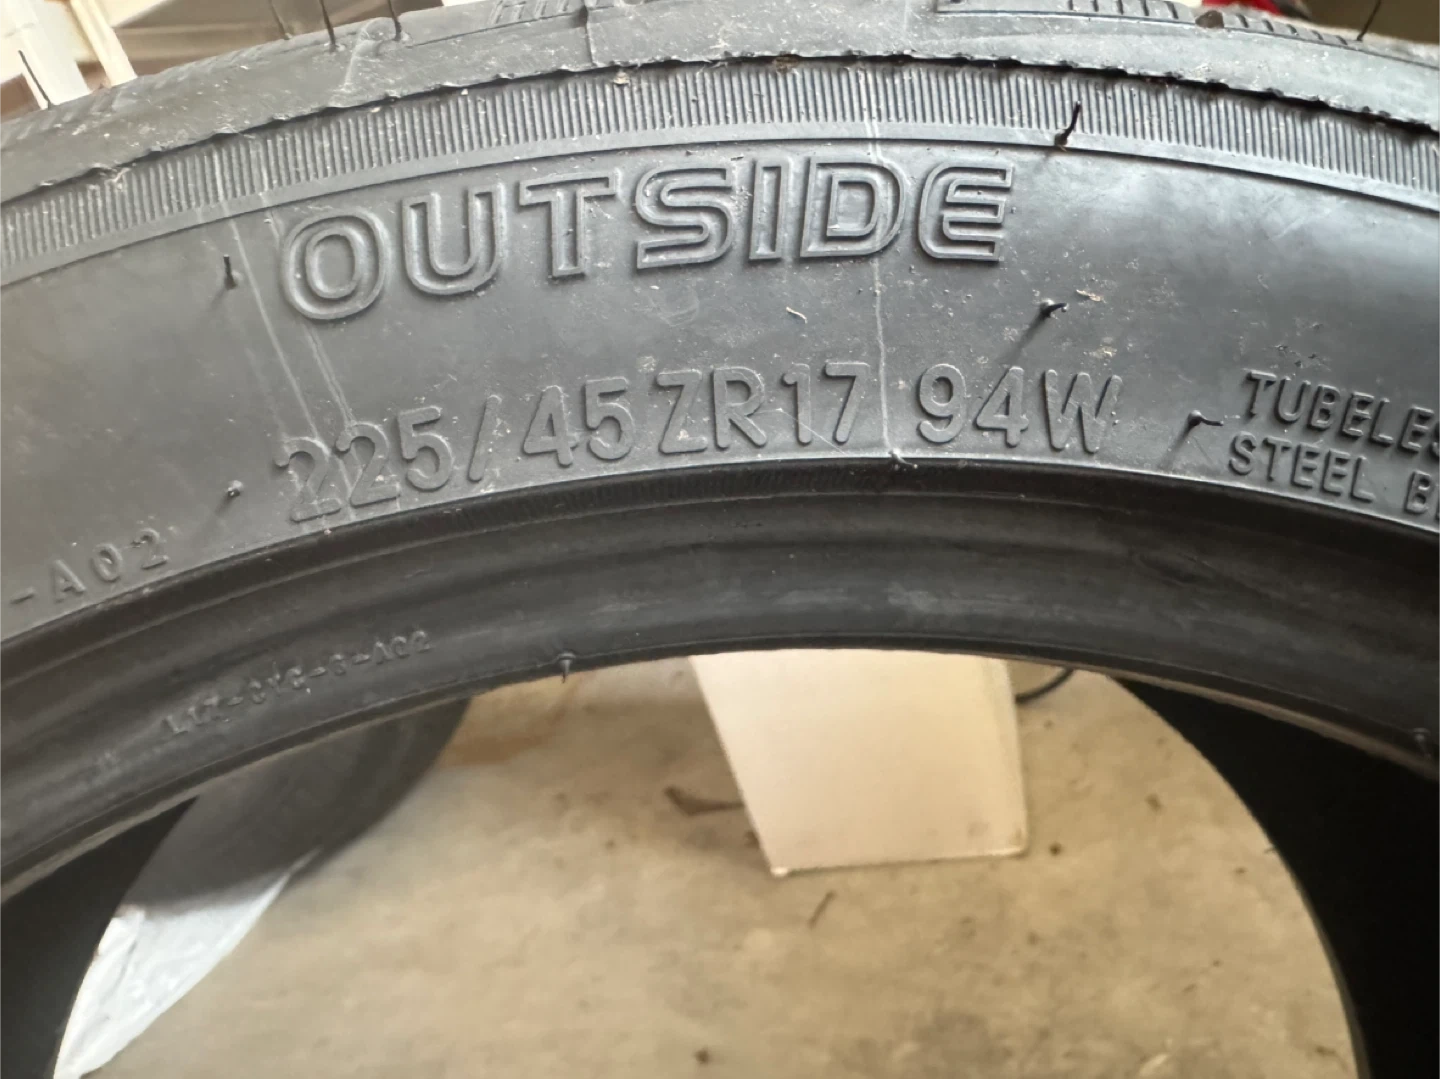 OUTSIDE
225/45ZR17 94W
TUBELES
STEEL B
-A02